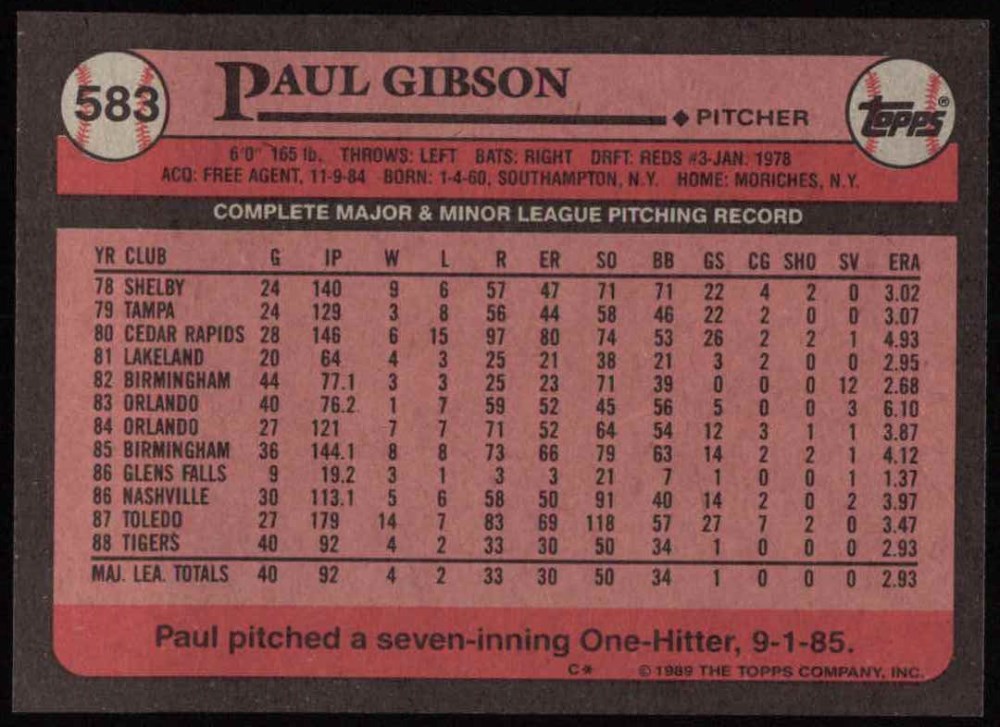 583
PAUL GIBSON
PITCHER
TOPPS®
6'0" 165 lb. THROWS: LEFT BATS: RIGHT DRFT: REDS #3-JAN. 1978
ACQ: FREE AGENT, 11-9-84 BORN: 1-4-60, SOUTHAMPTON, N.Y. HOME: MORICHES, N.Y.
COMPLETE MAJOR & MINOR LEAGUE PITCHING RECORD
YR CLUB G IP W L R ER SO BB GS CG SHO SV ERA
78 SHELBY 24 140 9 6 57 47 71 71 22 4 2 0 3.02
79 TAMPA 24 129 3 8 56 44 58 46 22 2 0 0 3.07
80 CEDAR RAPIDS 28 146 6 15 97 80 74 53 26 2 2 1 4.93
81 LAKELAND 20 64 4 3 25 21 38 21 3 2 0 0 2.95
82 BIRMINGHAM 44 77.1 3 3 25 23 71 39 0 0 0 12 2.68
83 ORLANDO 40 76.2 1 7 59 52 45 56 5 0 0 3 6.10
84 ORLANDO 27 121 7 7 71 52 64 54 12 3 1 1 3.87
85 BIRMINGHAM 36 144.1 8 8 73 66 79 63 14 2 2 1 4.12
86 GLENS FALLS 9 19.2 3 1 3 3 21 7 1 0 0 1 1.37
86 NASHVILLE 30 113.1 5 6 58 50 91 40 14 2 0 2 3.97
87 TOLEDO 27 179 14 7 83 69 118 57 27 7 2 0 3.47
88 TIGERS 40 92 4 2 33 30 50 34 1 0 0 0 2.93
MAJ. LEA. TOTALS 40 92 4 2 33 30 50 34 1 0 0 0 2.93
Paul pitched a seven-inning One-Hitter, 9-1-85.
C* © 1989 THE TOPPS COMPANY, INC.